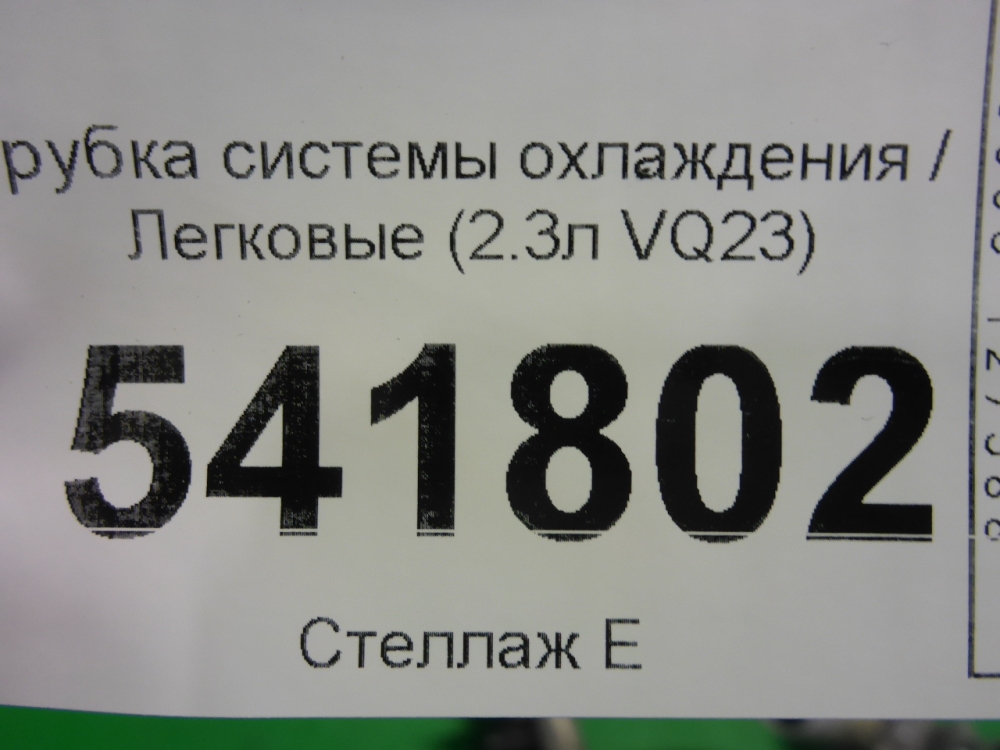 рубка системы охлаждения /
Легковые (2.3л VQ23)
541802
Стеллаж Е